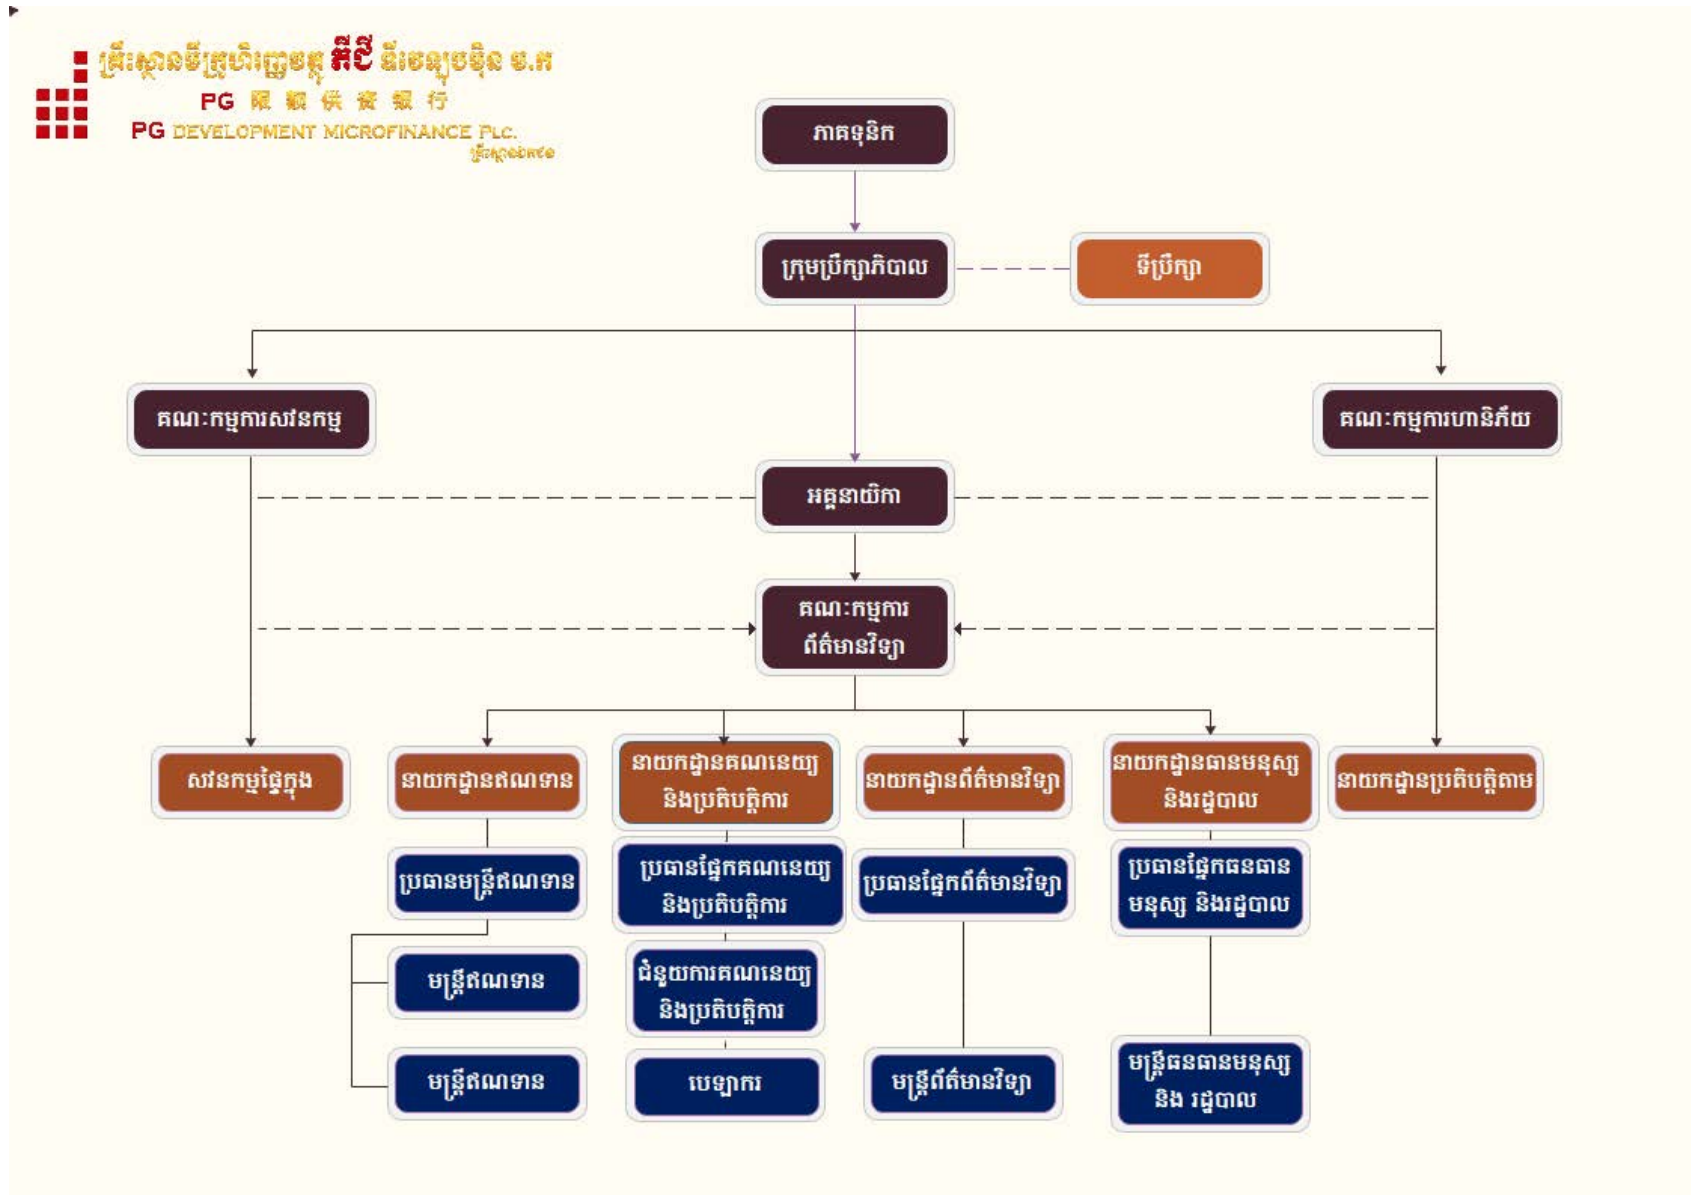 គ្រឹះស្ថានមីក្រូហិរញ្ញវត្ថុ ភីជី ឌីវេឡុបម៉ិន ម.ក
PG 限額供資銀行
PG DEVELOPMENT MICROFINANCE PLC.
ភាគទុនិក
ក្រុមប្រឹក្សាភិបាល
ទីប្រឹក្សា
គណៈកម្មការសវនកម្ម
គណៈកម្មការហានិភ័យ
អគ្គនាយិកា
គណៈកម្មការ
ព័ត៌មានវិទ្យា
សវនកម្មផ្ទៃក្នុង
នាយកដ្ឋានឥណទាន
នាយកដ្ឋានគណនេយ្យ
និងប្រតិបត្តិការ
នាយកដ្ឋានព័ត៌មានវិទ្យា
នាយកដ្ឋានធានមនុស្ស
និងរដ្ឋបាល
នាយកដ្ឋានប្រតិបត្តិតាម
ប្រធានមន្ត្រីឥណទាន
ប្រធានផ្នែកគណនេយ្យ
និងប្រតិបត្តិការ
ប្រធានផ្នែកព័ត៌មានវិទ្យា
ប្រធានផ្នែកធនធាន
មនុស្ស និងរដ្ឋបាល
មន្ត្រីឥណទាន
ជំនួយការគណនេយ្យ
និងប្រតិបត្តិការ
មន្ត្រីឥណទាន
បេឡាករ
មន្ត្រីព័ត៌មានវិទ្យា
មន្ត្រីធនធានមនុស្ស
និង រដ្ឋបាល